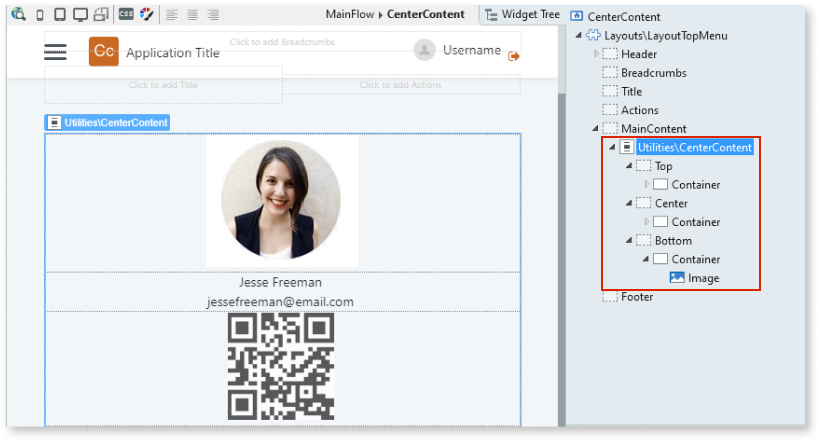 CSS
MainFlow ▸ CenterContent
Widget Tree
CenterContent
Click to add Breadcrumbs
Cc
Application Title
Username
Click to add Title
Click to add Actions
Utilities\CenterContent
Jesse Freeman
jessefreeman@email.com
Layouts\LayoutTopMenu
Header
Breadcrumbs
Title
Actions
MainContent
Utilities\CenterContent
Top
Container
Center
Container
Bottom
Container
Image
Footer